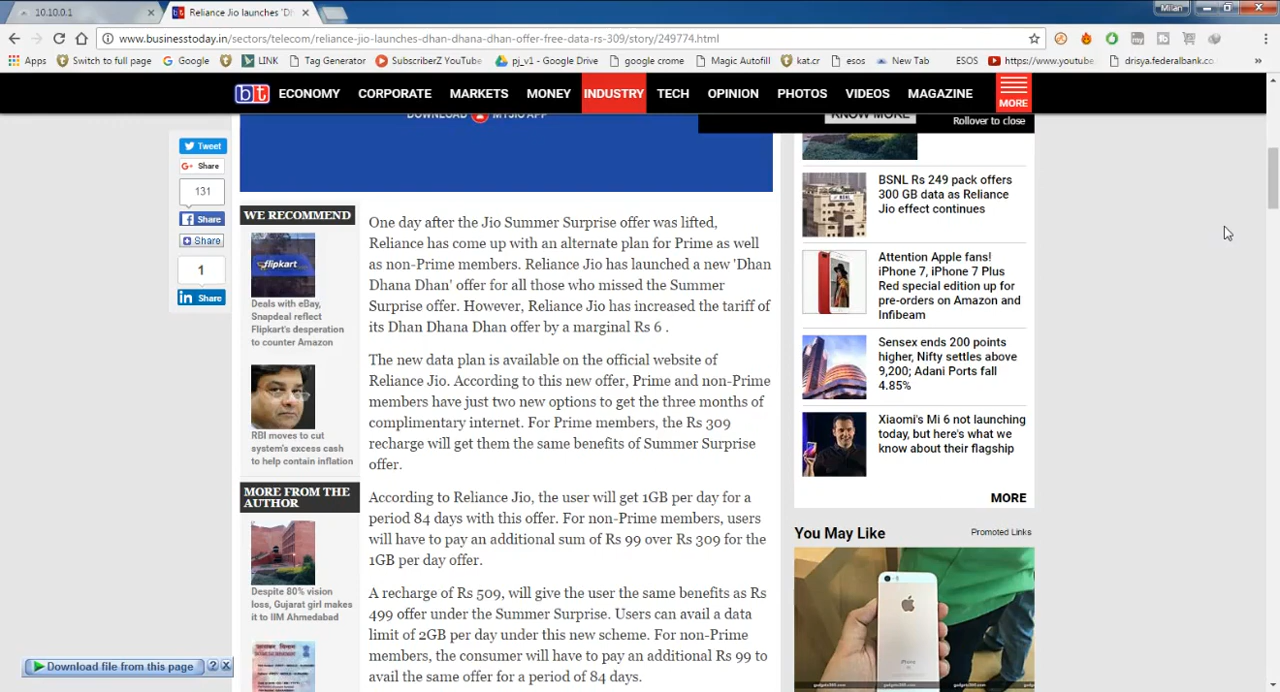 10.10.0.1
Reliance Jio launches 'Dh
Milan
www.businesstoday.in/sectors/telecom/reliance-jio-launches-dhan-dhana-dhan-offer-free-data-rs-309/story/249774.html
Apps Switch to full page Google LINK Tag Generator SubsriberZ YouTube pj_v1 - Google Drive google crome Magic Autofill kat.cr esos New Tab ESOS https://www.youtube drisya.federalbank.co
bt ECONOMY CORPORATE MARKETS MONEY INDUSTRY TECH OPINION PHOTOS VIDEOS MAGAZINE MORE
DOWNLOAD MYJIO APP
KNOW MORE
Rollover to close
Tweet
Share
131
Share
Share
1
in Share
WE RECOMMEND
flipkart
Deals with eBay,
Snapdeal reflect
Flipkart's desperation
to counter Amazon
RBI moves to cut
system's excess cash
to help contain inflation
MORE FROM THE
AUTHOR
Despite 80% vision
loss, Gujarat girl makes
it to IIM Ahmedabad
One day after the Jio Summer Surprise offer was lifted,
Reliance has come up with an alternate plan for Prime as well
as non-Prime members. Reliance Jio has launched a new 'Dhan
Dhana Dhan' offer for all those who missed the Summer
Surprise offer. However, Reliance Jio has increased the tariff of
its Dhan Dhana Dhan offer by a marginal Rs 6 .
The new data plan is available on the official website of
Reliance Jio. According to this new offer, Prime and non-Prime
members have just two new options to get the three months of
complimentary internet. For Prime members, the Rs 309
recharge will get them the same benefits of Summer Surprise
offer.
According to Reliance Jio, the user will get 1GB per day for a
period 84 days with this offer. For non-Prime members, users
will have to pay an additional sum of Rs 99 over Rs 309 for the
1GB per day offer.
A recharge of Rs 509, will give the user the same benefits as Rs
499 offer under the Summer Surprise. Users can avail a data
limit of 2GB per day under this new scheme. For non-Prime
members, the consumer will have to pay an additional Rs 99 to
avail the same offer for a period of 84 days.
BSNL Rs 249 pack offers
300 GB data as Reliance
Jio effect continues
Attention Apple fans!
iPhone 7, iPhone 7 Plus
Red special edition up for
pre-orders on Amazon and
Infibeam
Sensex ends 200 points
higher, Nifty settles above
9,200; Adani Ports fall
4.85%
Xiaomi's Mi 6 not launching
today, but here's what we
know about their flagship
MORE
You May Like
Promoted Links
iPhone
Download file from this page ? X